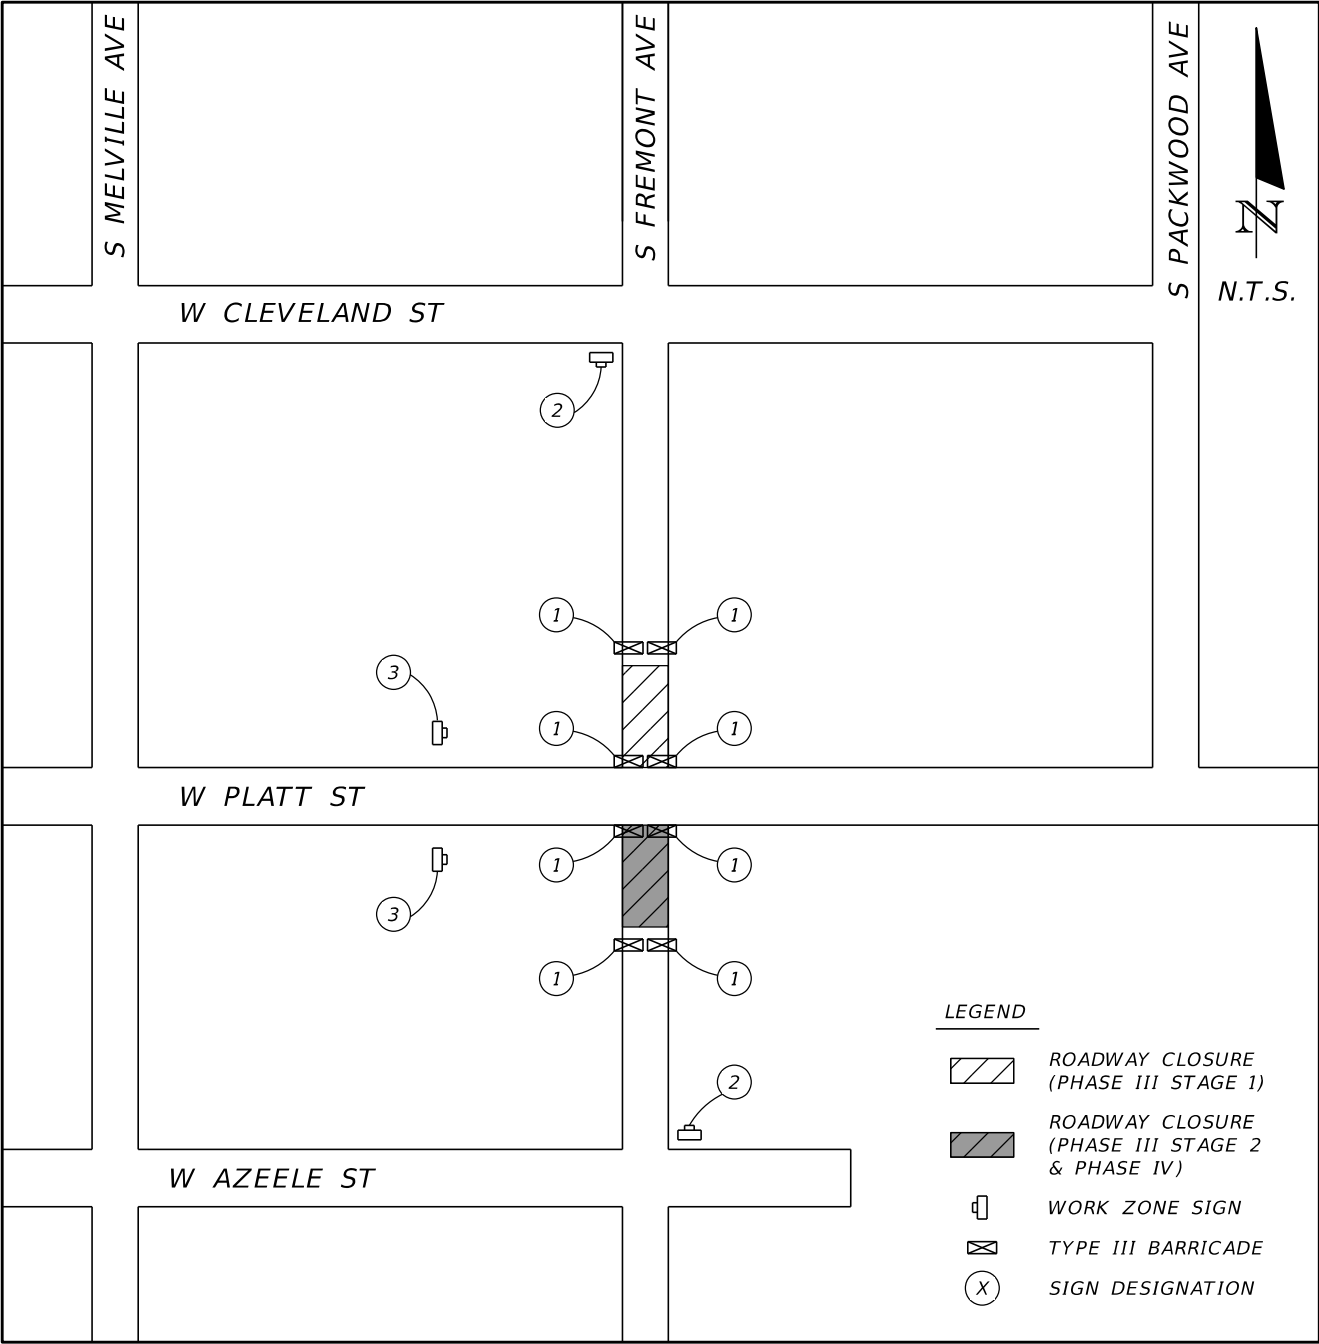 S MELVILLE AVE
S FREMONT AVE
S PACKWOOD AVE
N
N.T.S.
W CLEVELAND ST
2
1
1
3
1
1
W PLATT ST
1
1
3
1
1
LEGEND
ROADWAY CLOSURE
(PHASE III STAGE 1)
2
ROADWAY CLOSURE
(PHASE III STAGE 2
& PHASE IV)
W AZEELE ST
WORK ZONE SIGN
TYPE III BARRICADE
X
SIGN DESIGNATION